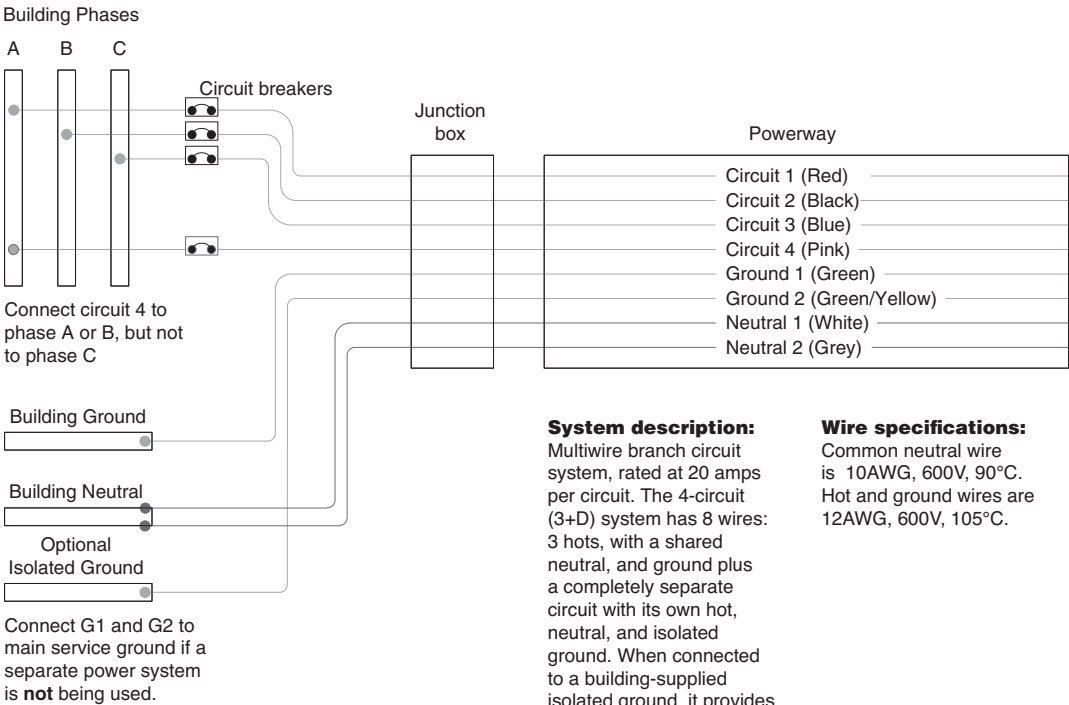 Building Phases
A B C
Circuit breakers
Junction
box
Powerway
Circuit 1 (Red)
Circuit 2 (Black)
Circuit 3 (Blue)
Circuit 4 (Pink)
Ground 1 (Green)
Ground 2 (Green/Yellow)
Neutral 1 (White)
Neutral 2 (Grey)
Connect circuit 4 to
phase A or B, but not
to phase C
Building Ground
Building Neutral
Optional
Isolated Ground
Connect G1 and G2 to
main service ground if a
separate power system
is not being used.
System description:
Multiwire branch circuit
system, rated at 20 amps
per circuit. The 4-circuit
(3+D) system has 8 wires:
3 hots, with a shared
neutral, and ground plus
a completely separate
circuit with its own hot,
neutral, and isolated
ground. When connected
to a building-supplied
isolated ground, it provides
Wire specifications:
Common neutral wire
is 10AWG, 600V, 90°C.
Hot and ground wires are
12AWG, 600V, 105°C.